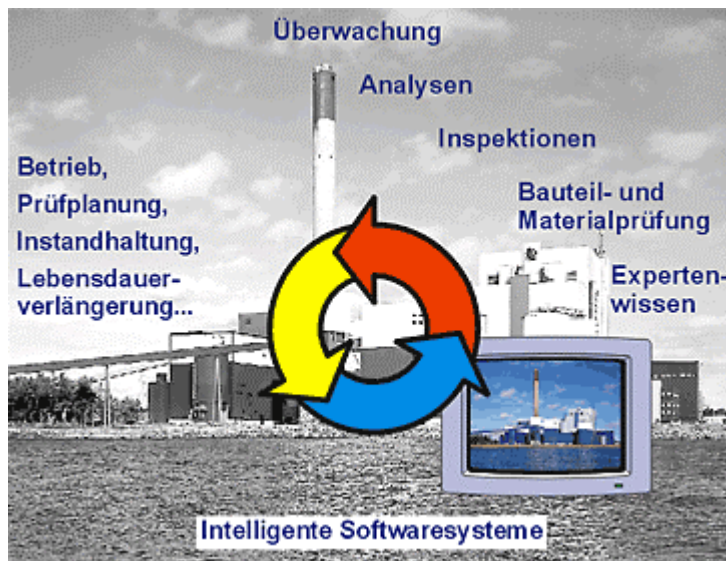 Überwachung
Analysen
Inspektionen
Betrieb,
Prüfplanung,
Instandhaltung,
Lebensdauer-
verlängerung...
Bauteil- und
Materialprüfung
Experten-
wissen
Intelligente Softwaresysteme